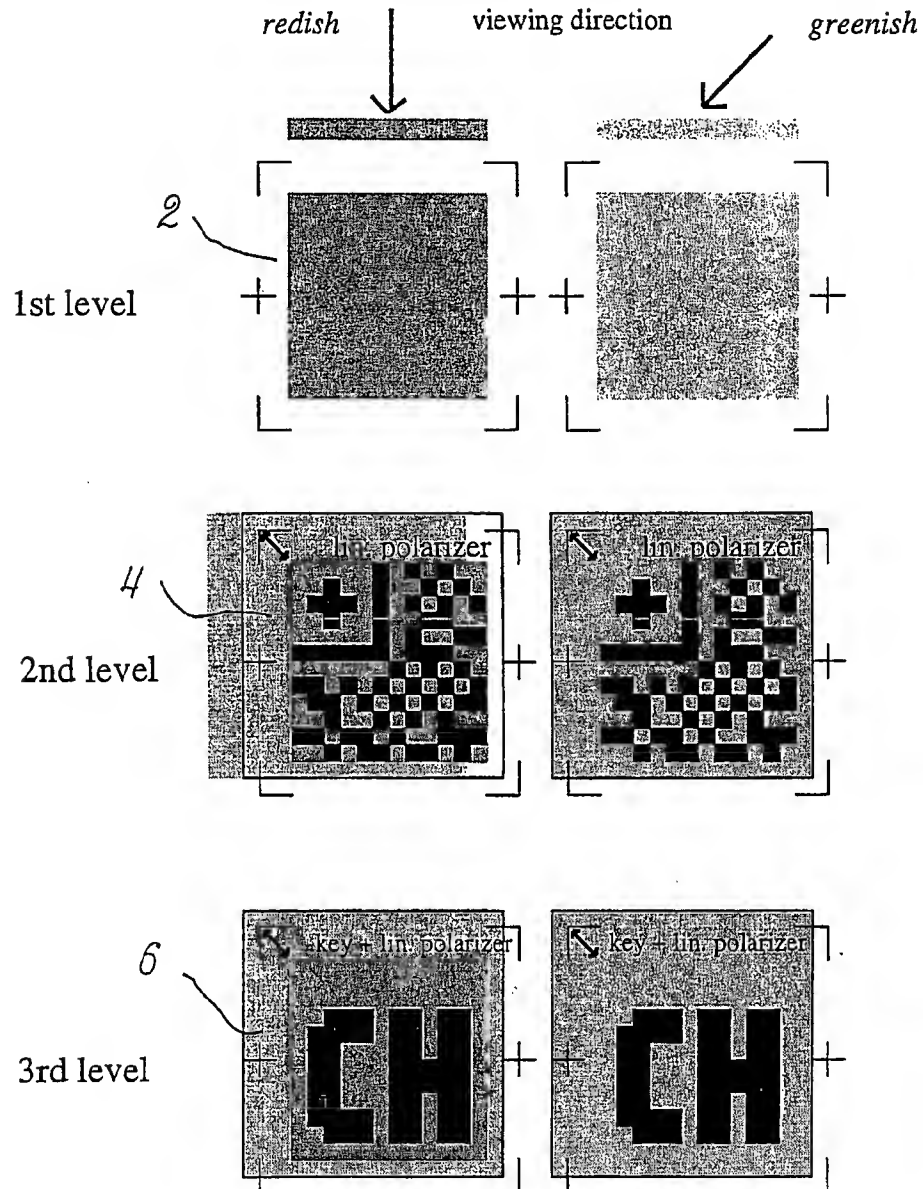 redish viewing direction greenish
2
1st level
lin. polarizer lin. polarizer
4
2nd level
key + lin. polarizer key + lin. polarizer
6
3rd level
CH CH